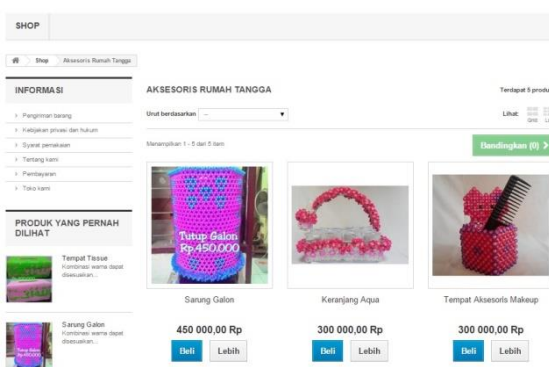 SHOP
Shop
Aksesoris Rumah Tangga
INFORMASI
Pengiriman barang
Kebijakan privasi dan hukum
Syarat pemakaian
Tentang kami
Pembayaran
Toko kami
PRODUK YANG PERNAH
DILIHAT
Tempat Tissue
Kombinasi warna dapat
disesuaikan...
Sarung Galon
Kombinasi warna dapat
disesuaikan...
AKSESORIS RUMAH TANGGA
Terdapat 5 produ
Urut berdasarkan --
Lihat:
Menampilkan 1 - 5 dari 5 item
Bandingkan (0)
Tutup Galon
Rp.450.000
Sarung Galon
450 000,00 Rp
Beli Lebih
Keranjang Aqua
300 000,00 Rp
Beli Lebih
Tempat Aksesoris Makeup
300 000,00 Rp
Beli Lebih